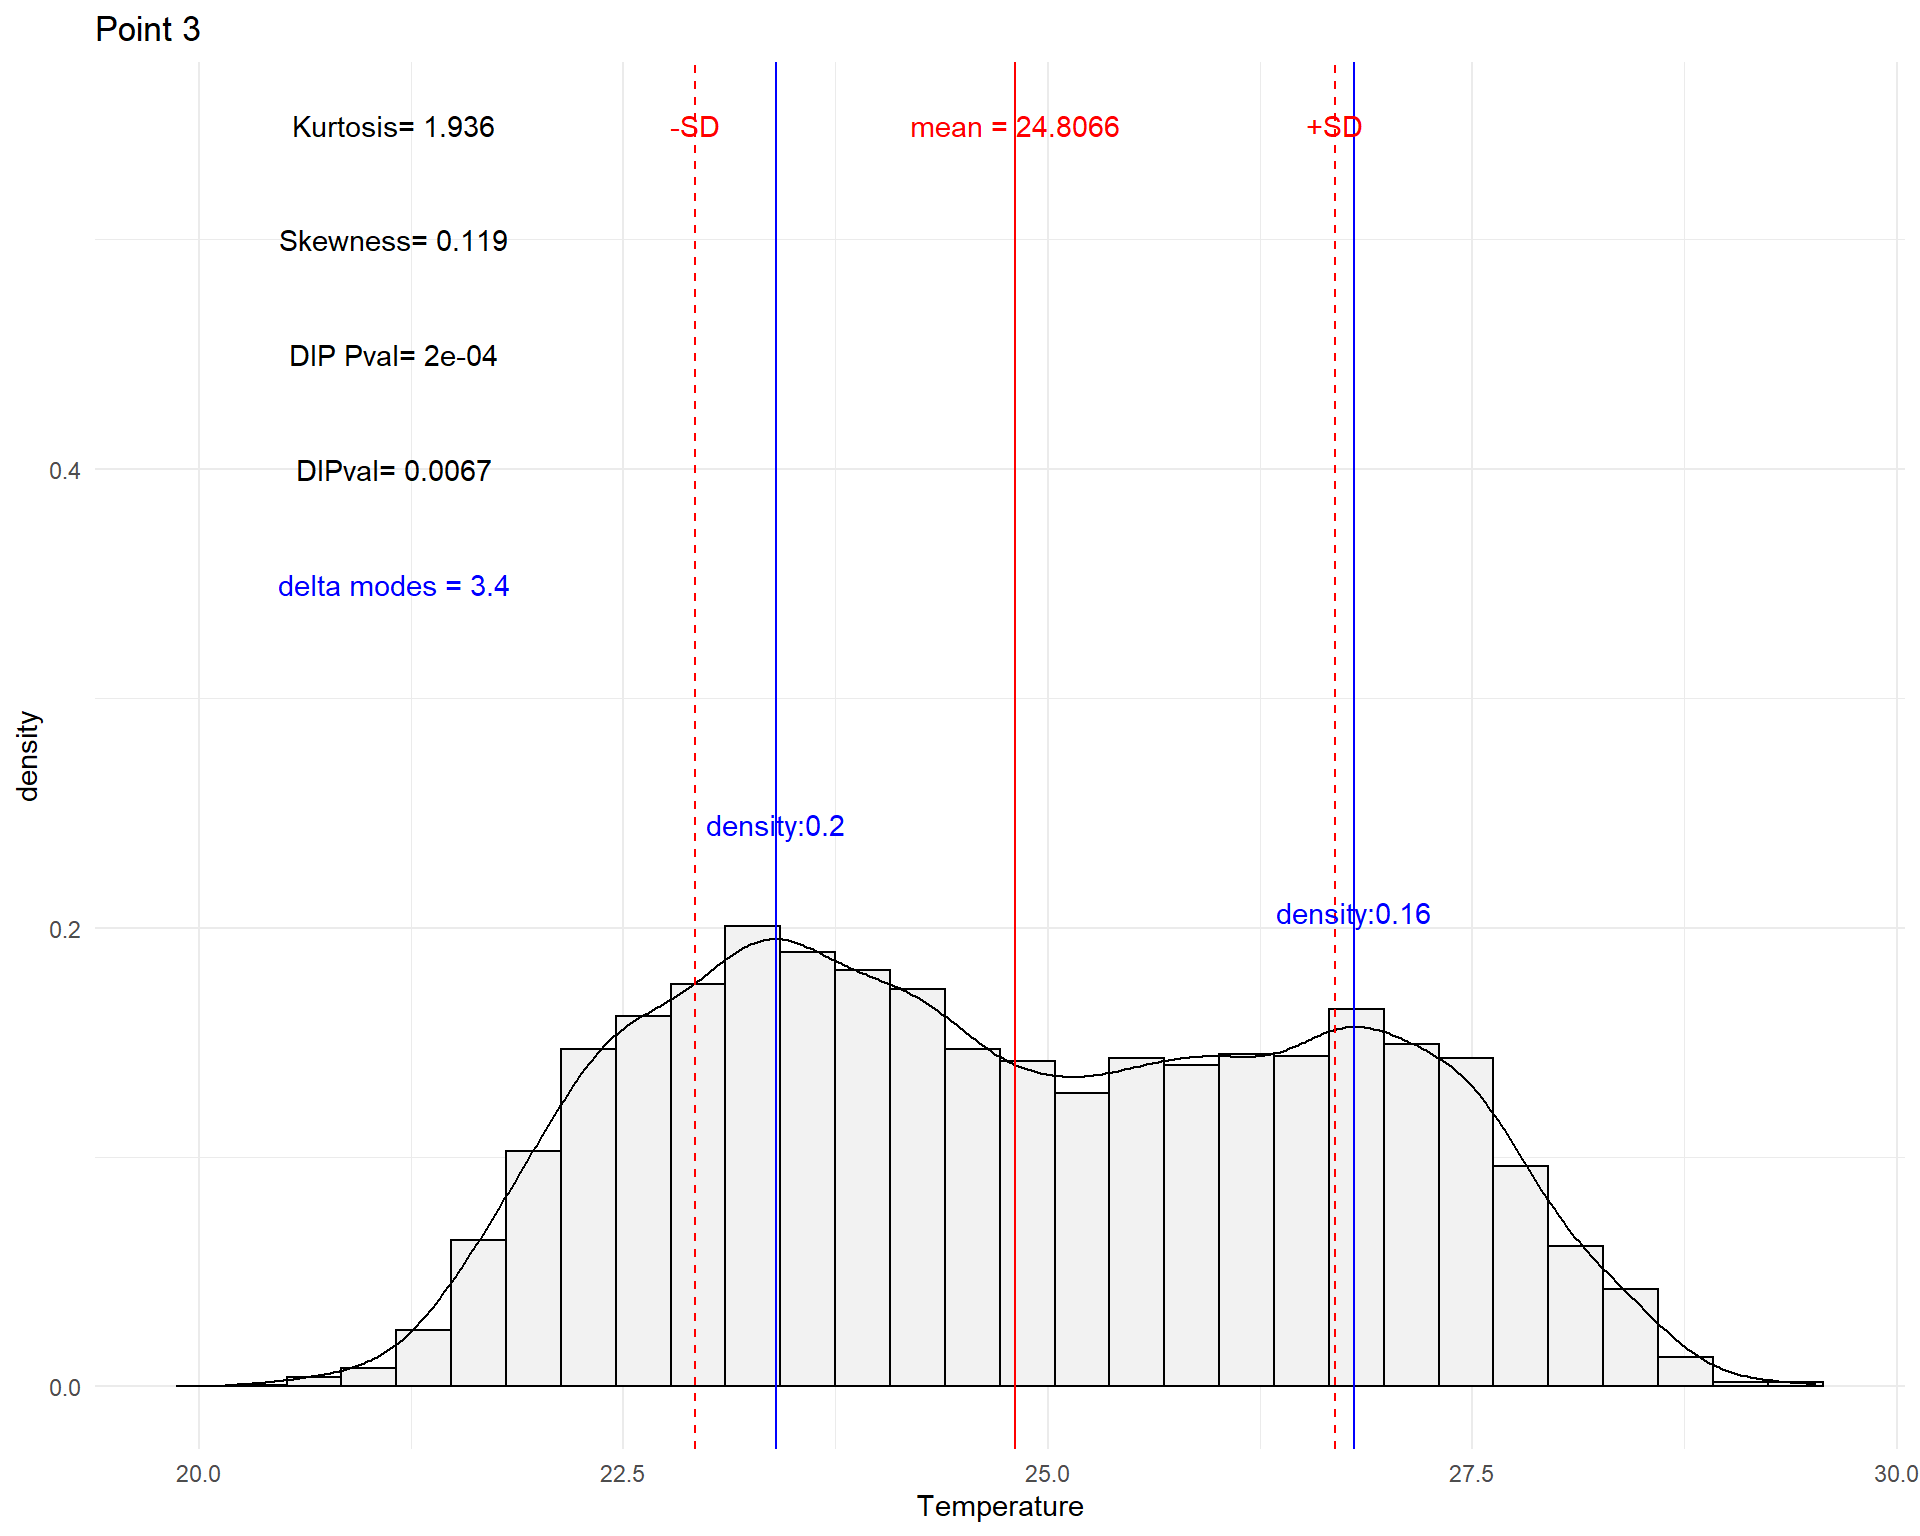 Point 3
Kurtosis= 1.936
-SD
mean = 24.8066
+SD
Skewness= 0.119
DIP Pval= 2e-04
DIPval= 0.0067
delta modes = 3.4
density:0.2
density:0.16
density
0.4
0.2
0.0
20.0
22.5
25.0
27.5
30.0
Temperature